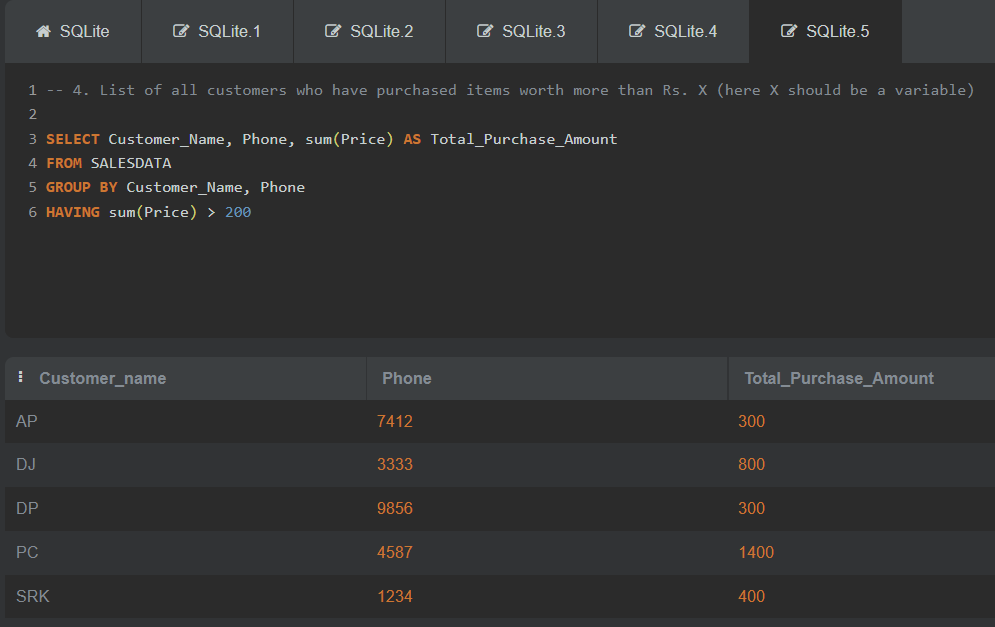 SQLite SQLite.1 SQLite.2 SQLite.3 SQLite.4 SQLite.5
1 -- 4. List of all customers who have purchased items worth more than Rs. X (here X should be a variable)
2
3 SELECT Customer_Name, Phone, sum(Price) AS Total_Purchase_Amount
4 FROM SALESDATA
5 GROUP BY Customer_Name, Phone
6 HAVING sum(Price) > 200
Customer_name Phone Total_Purchase_Amount
AP 7412 300
DJ 3333 800
DP 9856 300
PC 4587 1400
SRK 1234 400